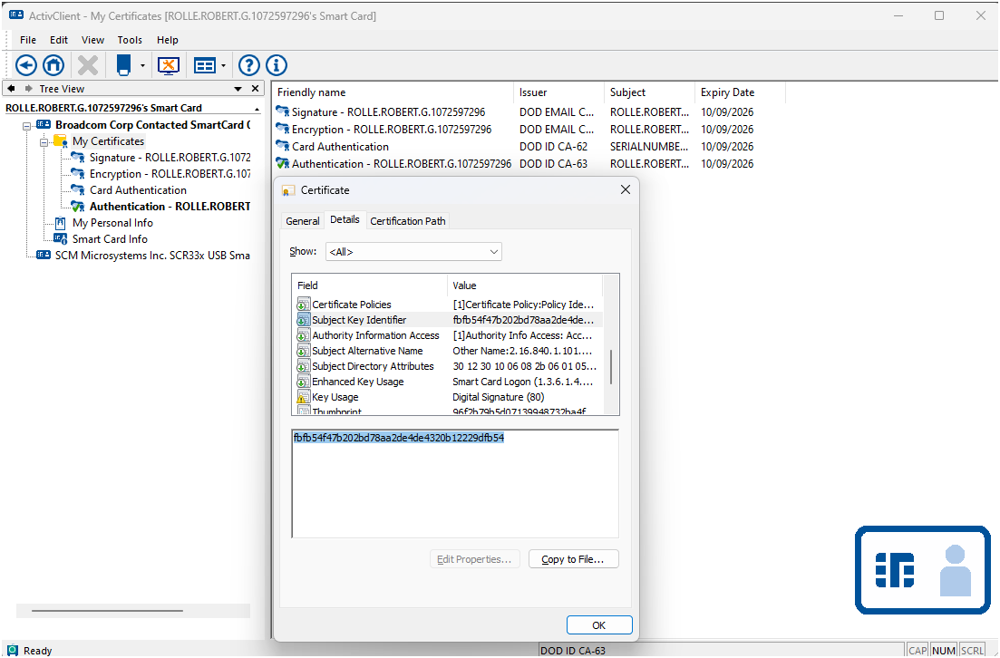 ActivClient - My Certificates [ROLLE.ROBERT.G.1072597296's Smart Card]
File Edit View Tools Help
Tree View
ROLLE.ROBERT.G.1072597296's Smart Card
Broadcom Corp Contacted SmartCard
My Certificates
Signature - ROLLE.ROBERT.G.1072
Encryption - ROLLE.ROBERT.G.107
Card Authentication
Authentication - ROLLE.ROBERT
My Personal Info
Smart Card Info
SCM Microsystems Inc. SCR33x USB Sma
Friendly name Issuer Subject Expiry Date
Signature - ROLLE.ROBERT.G.1072597296 DOD EMAIL C... ROLLE.ROBERT... 10/09/2026
Encryption - ROLLE.ROBERT.G.1072597296 DOD EMAIL C... ROLLE.ROBERT... 10/09/2026
Card Authentication DOD ID CA-62 SERIALNUMBE... 10/09/2026
Authentication - ROLLE.ROBERT.G.1072597296 DOD ID CA-63 ROLLE.ROBERT... 10/09/2026
Certificate
General Details Certification Path
Show: <All>
Field Value
Certificate Policies [1]Certificate Policy:Policy Ide...
Subject Key Identifier fbfb54f47b202bd78aa2de4de...
Authority Information Access [1]Authority Info Access: Acc...
Subject Alternative Name Other Name:2.16.840.1.101....
Subject Directory Attributes 30 12 30 10 06 08 2b 06 01 05...
Enhanced Key Usage Smart Card Logon (1.3.6.1.4....
Key Usage Digital Signature (80)
Thumbprint 96f2b79b5d07139948732ba4f
fbfb54f47b202bd78aa2de4de4320b12229dfb54
Edit Properties... Copy to File...
OK
Ready DOD ID CA-63 CAP NUM SCRL